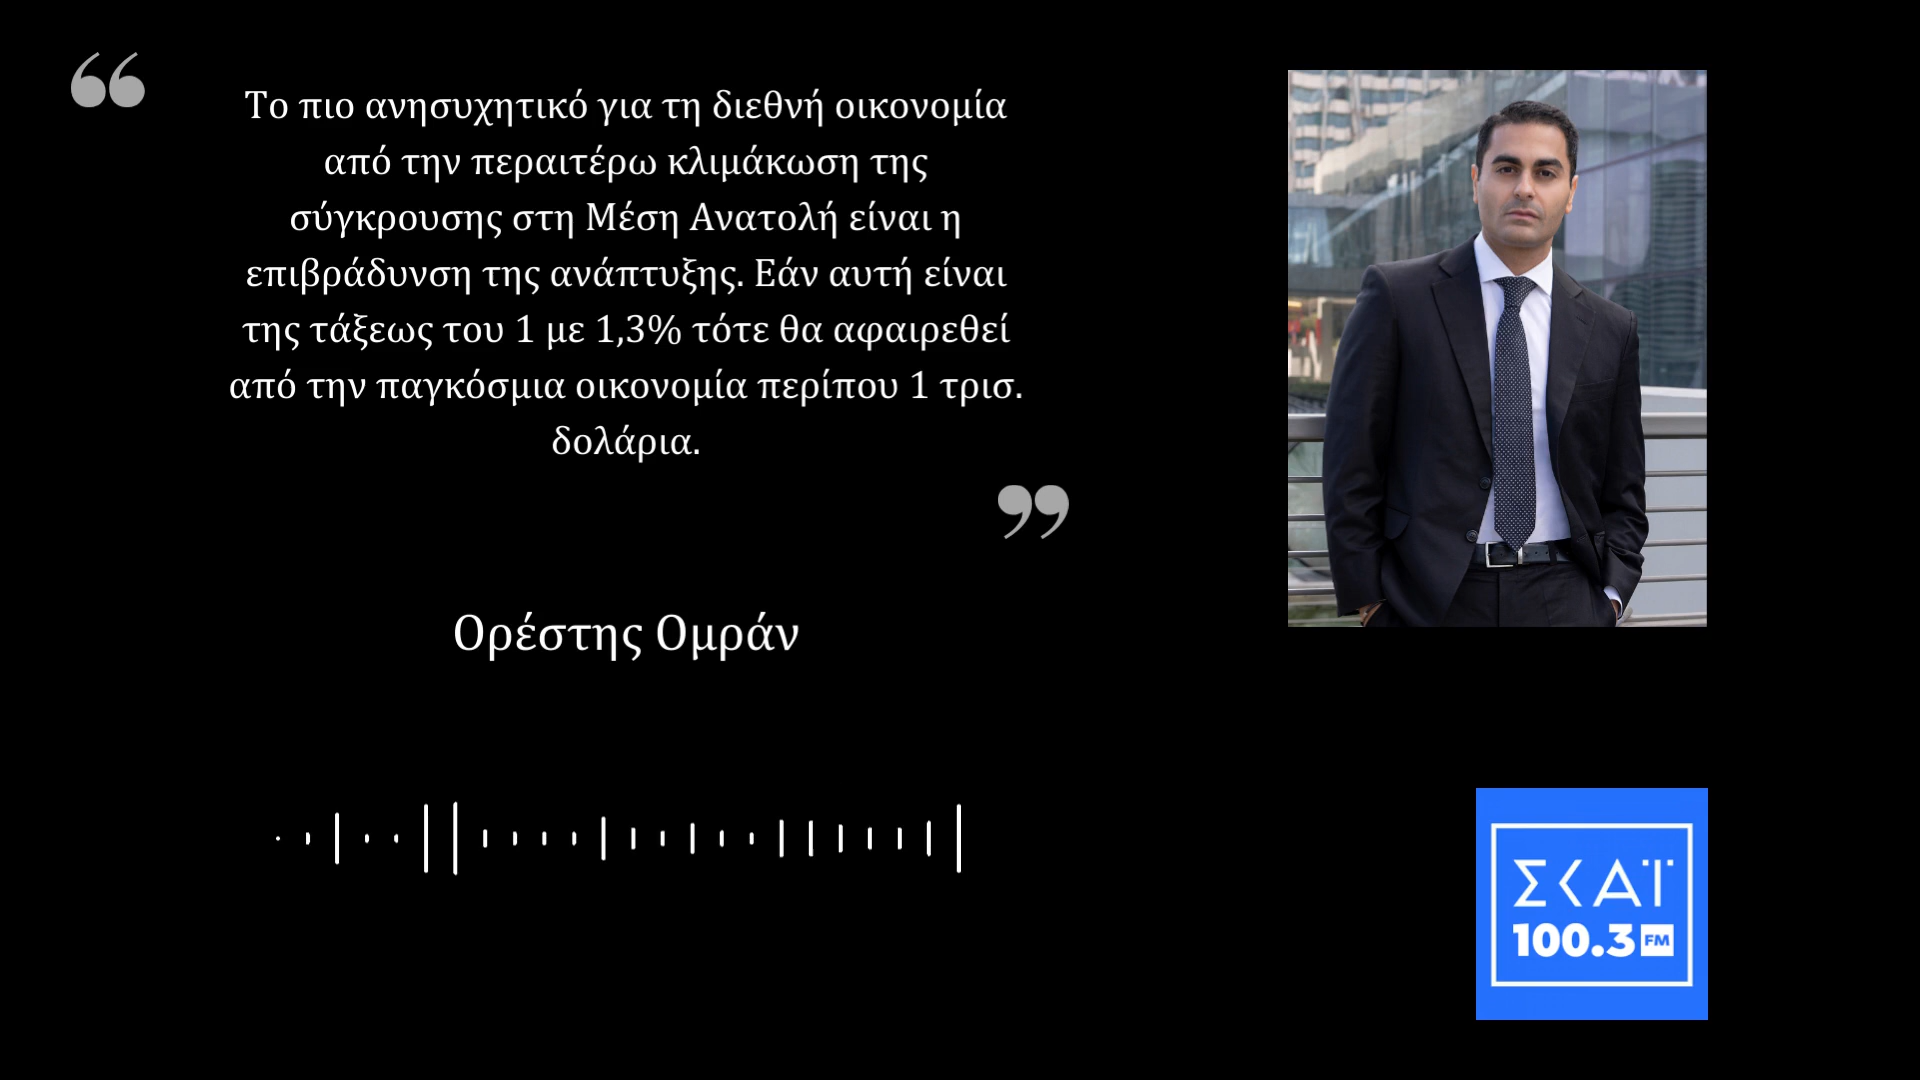 “
Το πιο ανησυχητικό για τη διεθνή οικονομία
από την περαιτέρω κλιμάκωση της
σύγκρουσης στη Μέση Ανατολή είναι η
επιβράδυνση της ανάπτυξης. Εάν αυτή είναι
της τάξεως του 1 με 1,3% τότε θα αφαιρεθεί
από την παγκόσμια οικονομία περίπου 1 τρισ.
δολάρια.
”
Ορέστης Ομράν
ΣΚΑΪ
100.3 FM